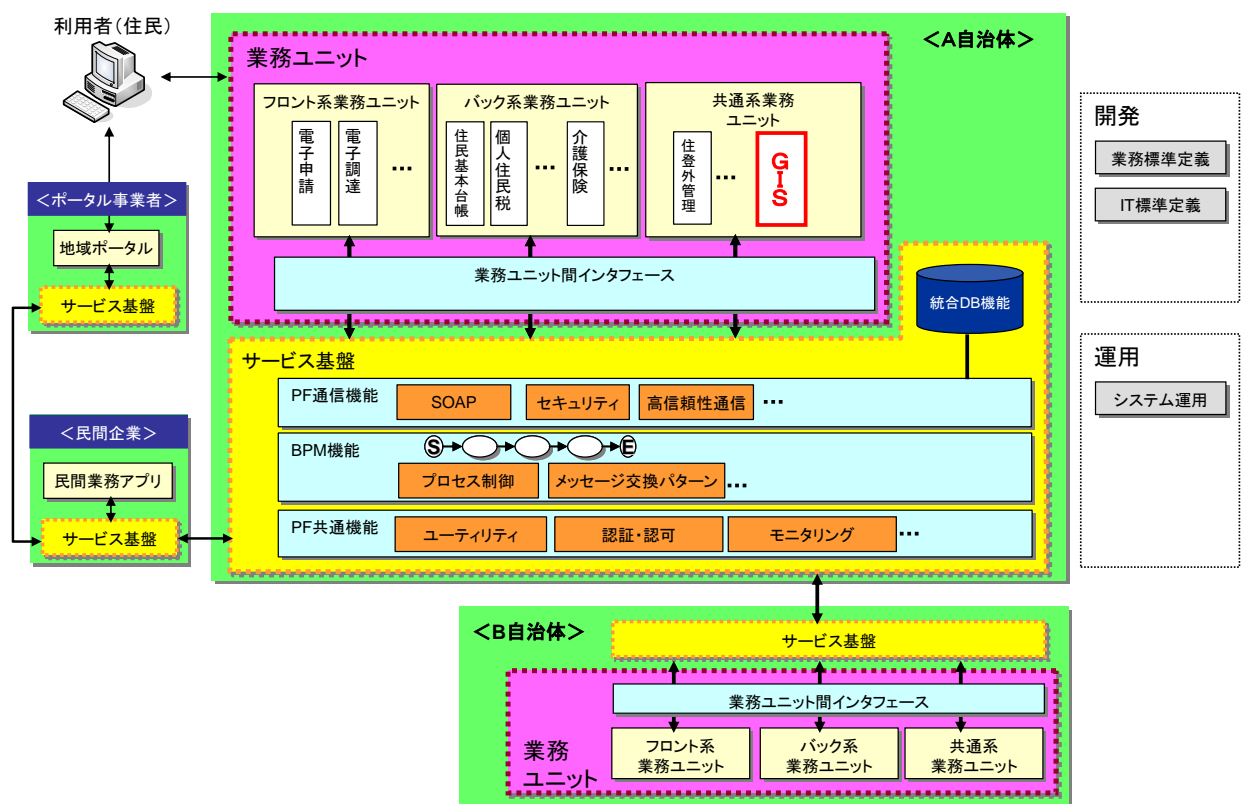 利用者(住民)
<A自治体>
業務ユニット
フロント系業務ユニット
電子申請
電子調達
…
バック系業務ユニット
住民基本台帳
個人住民税
…
介護保険
…
共通系業務
ユニット
住登外管理
…
GIS
業務ユニット間インタフェース
<ポータル事業者>
地域ポータル
サービス基盤
<民間企業>
民間業務アプリ
サービス基盤
統合DB機能
サービス基盤
PF通信機能
SOAP
セキュリティ
高信頼性通信
…
BPM機能
S
E
プロセス制御
メッセージ交換パターン
…
PF共通機能
ユーティリティ
認証・認可
モニタリング
…
開発
業務標準定義
IT標準定義
運用
システム運用
<B自治体>
サービス基盤
業務ユニット間インタフェース
業務
ユニット
フロント系
業務ユニット
バック系
業務ユニット
共通系
業務ユニット